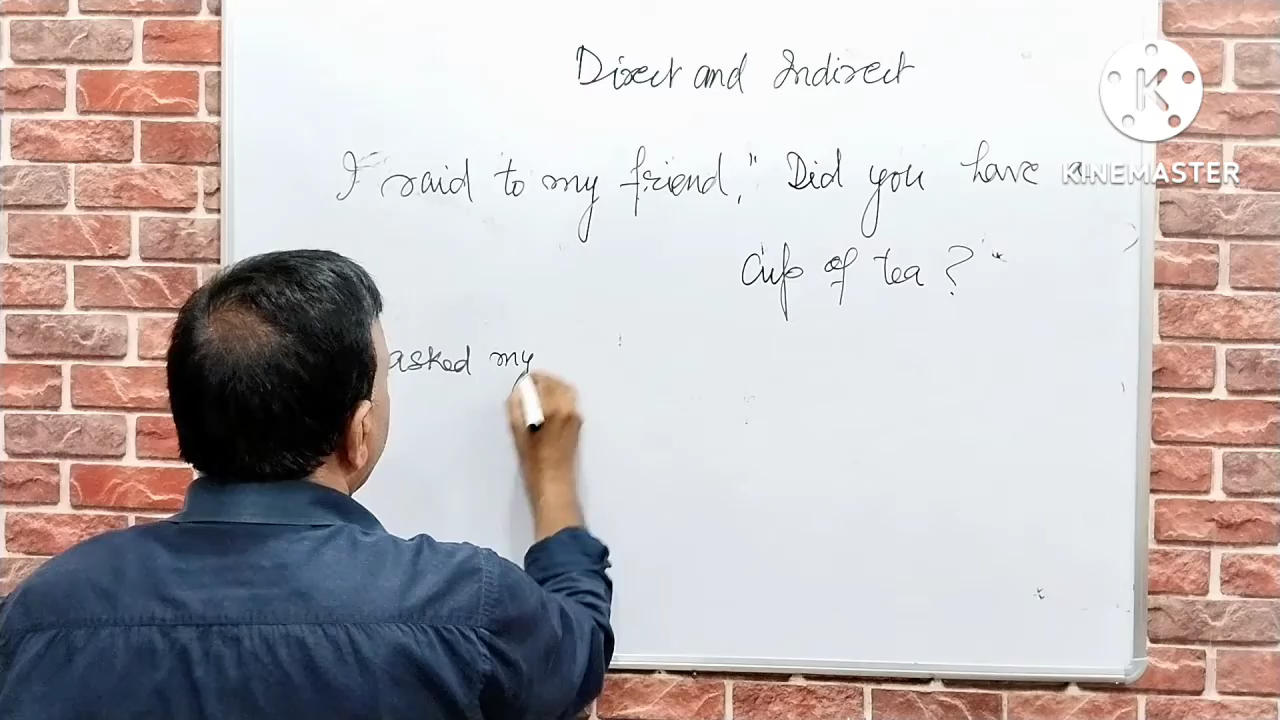 Direct and Indirect
I said to my friend, " Did you have a
Cup of tea ? "
asked my
K
KINEMASTER